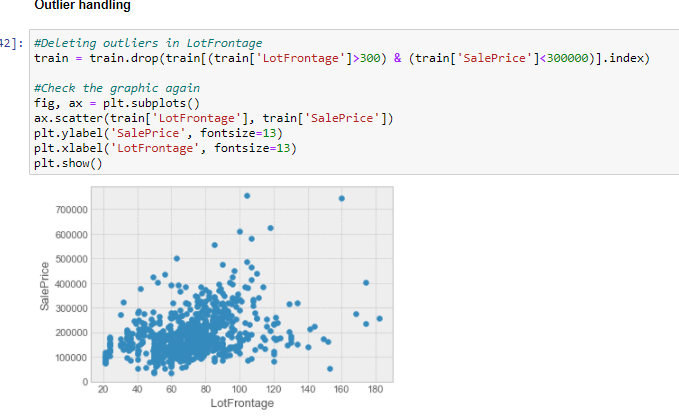 Outlier handling
42]:
#Deleting outliers in LotFrontage
train = train.drop(train[(train['LotFrontage']>300) & (train['SalePrice']<300000)].index)
#Check the graphic again
fig, ax = plt.subplots()
ax.scatter(train['LotFrontage'], train['SalePrice'])
plt.ylabel('SalePrice', fontsize=13)
plt.xlabel('LotFrontage', fontsize=13)
plt.show()
700000
600000
500000
400000
300000
200000
100000
0
SalePrice
20 40 60 80 100 120 140 160 180
LotFrontage